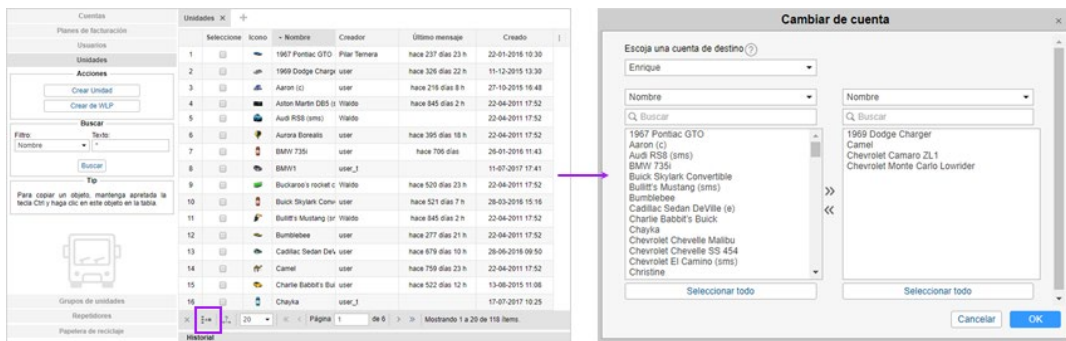 Cuentas
Planes de facturación
Usuarios
Unidades
Acciones
Crear Unidad
Crear de WLP
Buscar
Filtro: Texto:
Nombre *
Buscar
Tip
Para copiar un objeto, mantenga apretada la
tecla Ctrl y haga clic en este objeto en la tabla.
Grupos de unidades
Repetidores
Papelera de reciclaje
Unidades × +
Seleccione Icono Nombre Creador Último mensaje Creado
1 1967 Pontiac GTO Pilar Ternera hace 237 días 23 h 22-01-2016 10:30
2 1969 Dodge Charge user hace 326 días 22 h 11-12-2015 13:30
3 Aaron (c) user hace 216 días 8 h 27-10-2015 16:48
4 Aston Martin DB5 (s Waldo hace 845 días 2 h 22-04-2011 17:52
5 Audi RS8 (sms) Waldo 22-04-2011 17:52
6 Aurora Borealis user hace 395 días 18 h 22-04-2011 17:52
7 BMW 735i user hace 706 días 26-01-2016 11:43
8 BMW1 user_t 11-07-2017 17:41
9 Buckaroo's rocket c Waldo hace 520 días 23 h 22-04-2011 17:52
10 Buick Skylark Conv user hace 521 días 7 h 28-03-2016 15:16
11 Bullitt's Mustang (sr Waldo hace 845 días 2 h 22-04-2011 17:52
12 Bumblebee user hace 277 días 21 h 22-04-2011 17:52
13 Cadillac Sedan DeV user hace 679 días 10 h 28-06-2016 09:50
14 Camel user hace 759 días 23 h 22-04-2011 17:52
15 Charlie Babbit's Bui user hace 522 días 12 h 13-06-2015 11:06
16 Chayka user_t 17-07-2017 10:25
20 Página 1 de 6 Mostrando 1 a 20 de 118 ítems.
Historial
Cambiar de cuenta ×
Escoja una cuenta de destino ?
Enrique
Nombre
Buscar
1967 Pontiac GTO
Aaron (c)
Audi RS8 (sms)
BMW 735i
Buick Skylark Convertible
Bullitt's Mustang (sms)
Bumblebee
Cadillac Sedan DeVille (e)
Charlie Babbit's Buick
Chayka
Chevrolet Chevelle Malibu
Chevrolet Chevelle SS 454
Chevrolet El Camino (sms)
Christine
Seleccionar todo
Nombre
Buscar
1969 Dodge Charger
Camel
Chevrolet Camaro ZL1
Chevrolet Monte Carlo Lowrider
Seleccionar todo
Cancelar OK